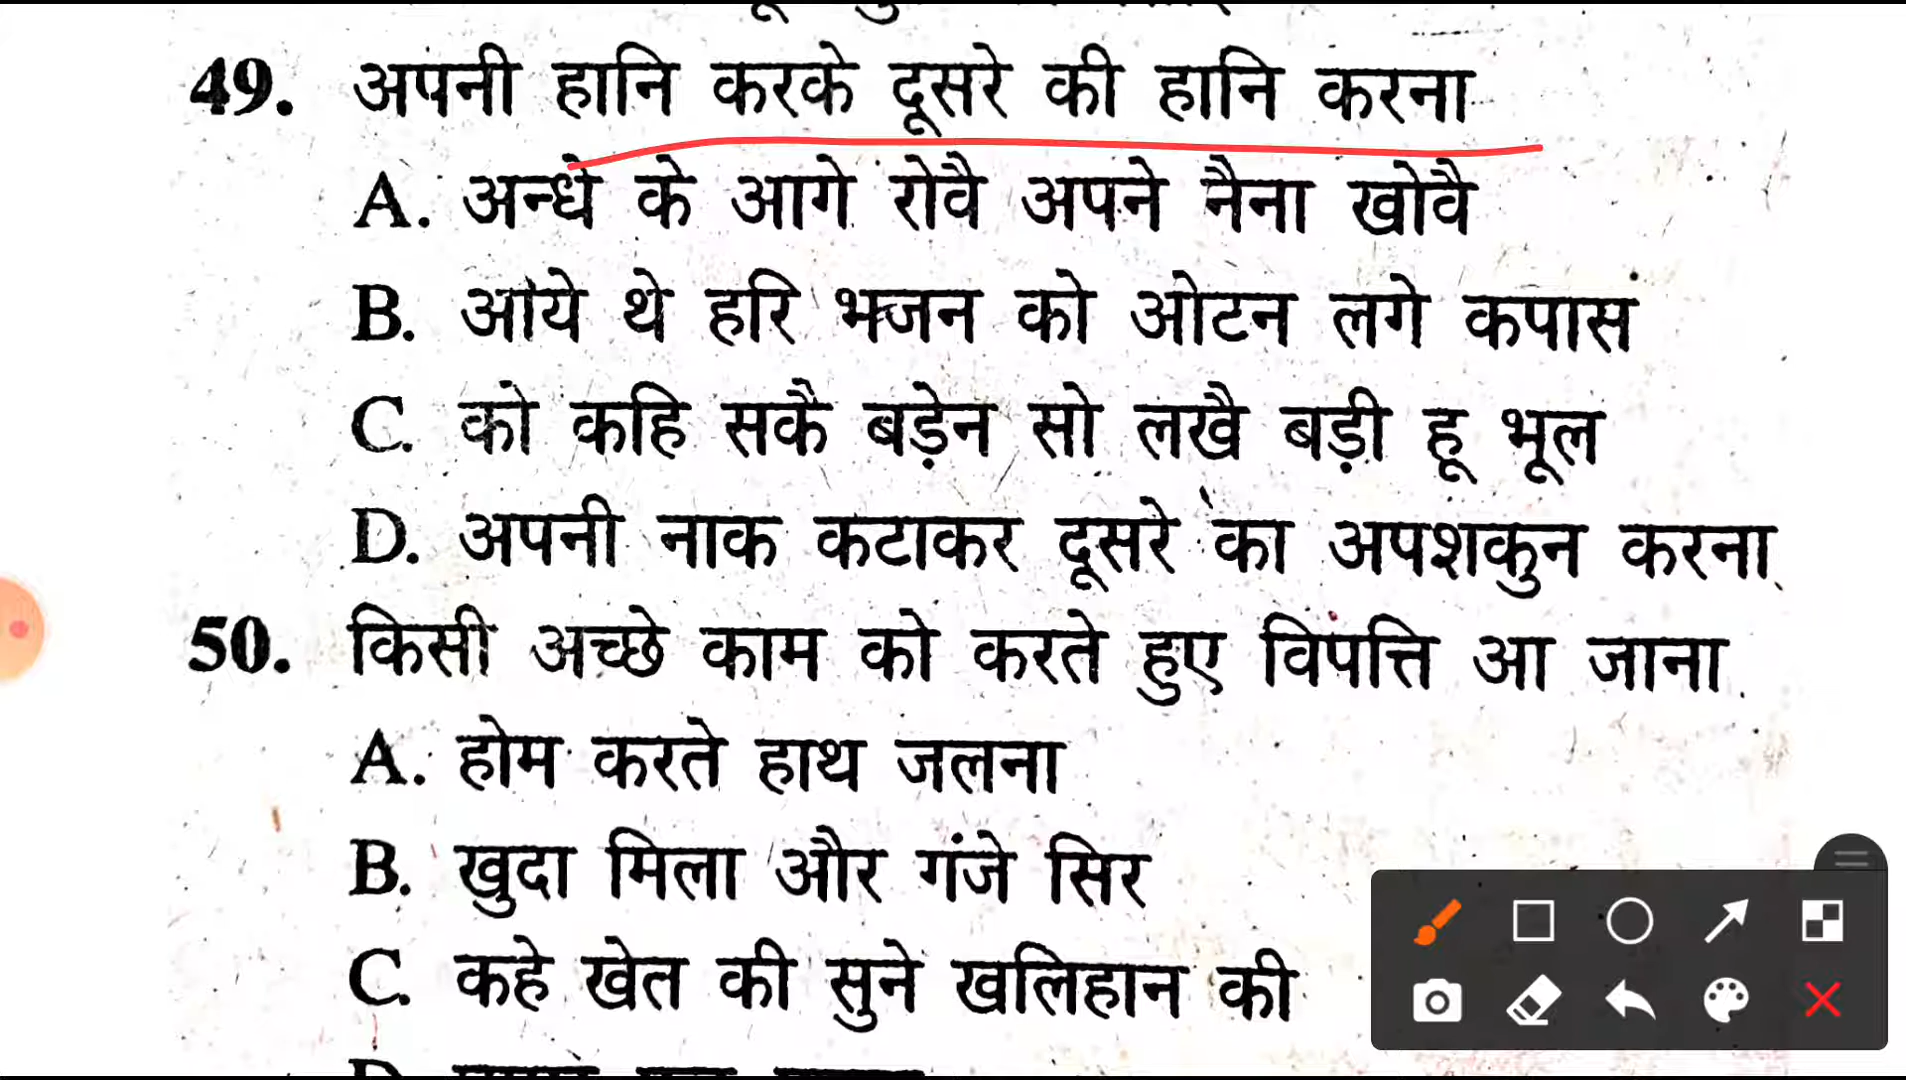 49. अपनी हानि करके दूसरे की हानि करना
A. अन्धे के आगे रोवै अपने नैना खोवै
B. आये थे हरि भजन को ओटन लगे कपास
C. को कहि सकै बड़ेन सो लखै बड़ी हू भूल
D. अपनी नाक कटाकर दूसरे का अपशकुन करना
50. किसी अच्छे काम को करते हुए विपत्ति आ जाना
A. होम करते हाथ जलना
B. खुदा मिला और गंजे सिर
C. कहे खेत की सुने खलिहान की